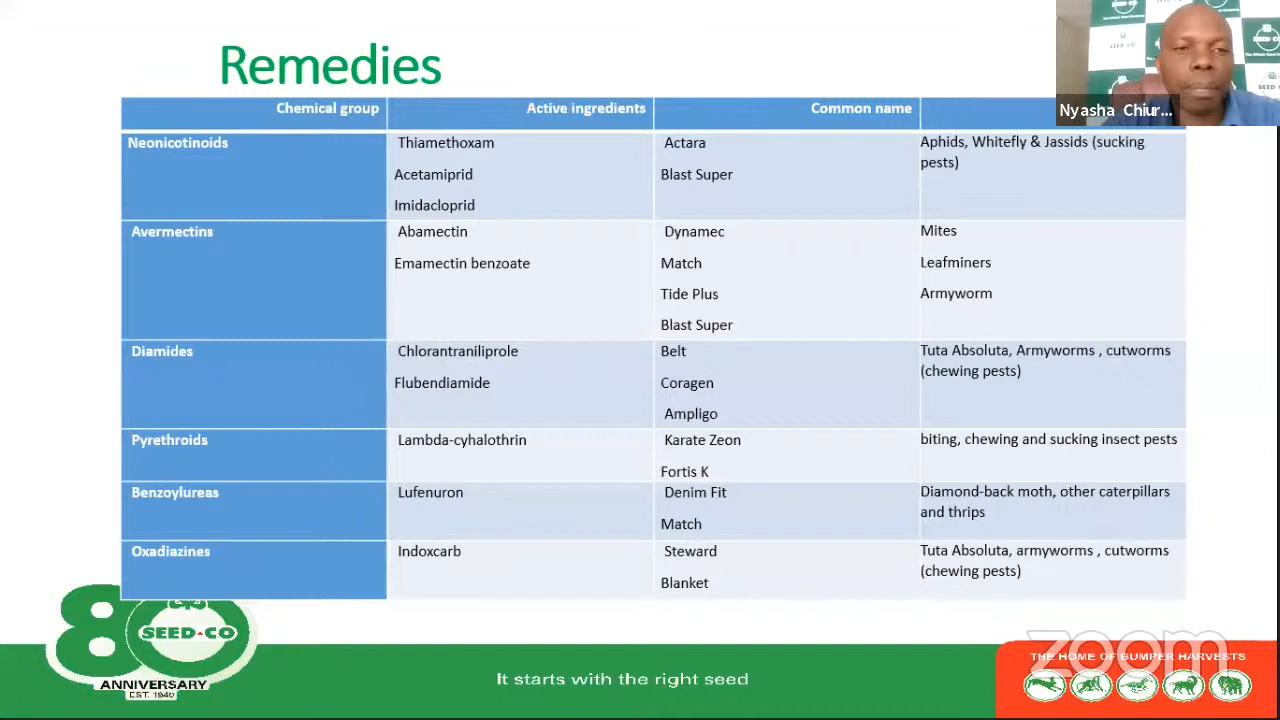 Remedies
Nyasha Chiur...
Chemical group Active ingredients Common name
Neonicotinoids Thiamethoxam Actara Aphids, Whitefly & Jassids (sucking
pests)
Acetamiprid Blast Super
Imidacloprid
Avermectins Abamectin Dynamec Mites
Emamectin benzoate Match Leafminers
Tide Plus Armyworm
Blast Super
Diamides Chlorantraniliprole Belt Tuta Absoluta, Armyworms , cutworms
(chewing pests)
Flubendiamide Coragen
Ampligo
Pyrethroids Lambda-cyhalothrin Karate Zeon biting, chewing and sucking insect pests
Fortis K
Benzoylureas Lufenuron Denim Fit Diamond-back moth, other caterpillars
and thrips
Match
Oxadiazines Indoxcarb Steward Tuta Absoluta, armyworms , cutworms
(chewing pests)
Blanket
80
SEED-CO
ANNIVERSARY
EST. 1940
It starts with the right seed
zoom
THE HOME OF BUMPER HARVESTS